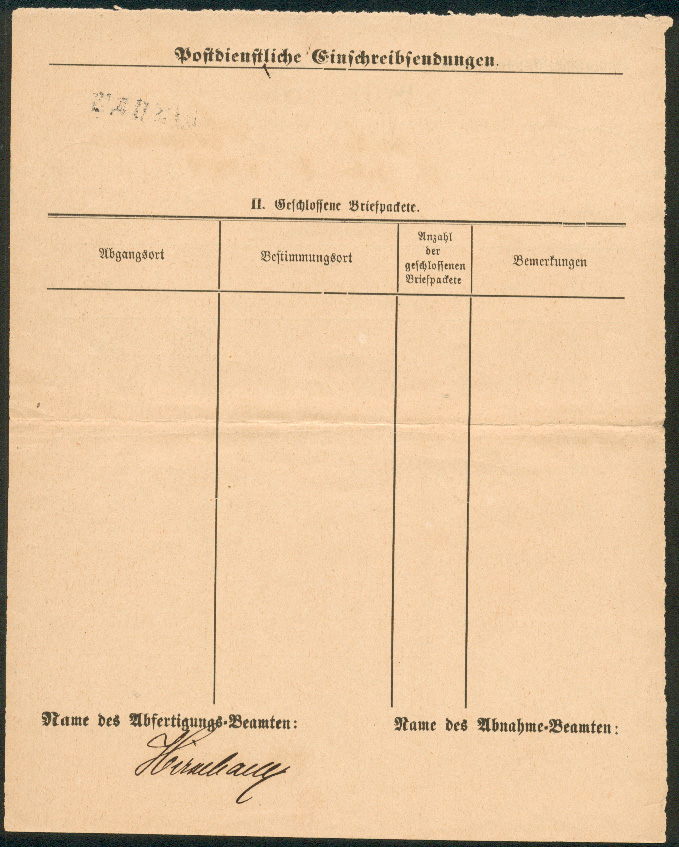 Postdienstliche Einschreibsendungen.
II. Geschlossene Briefpackete.
Abgangsort
Bestimmungsort
Anzahl
der
geschlossenen
Briefpackete
Bemerkungen
Name des Abfertigungs-Beamten:
Name des Abnahme-Beamten: